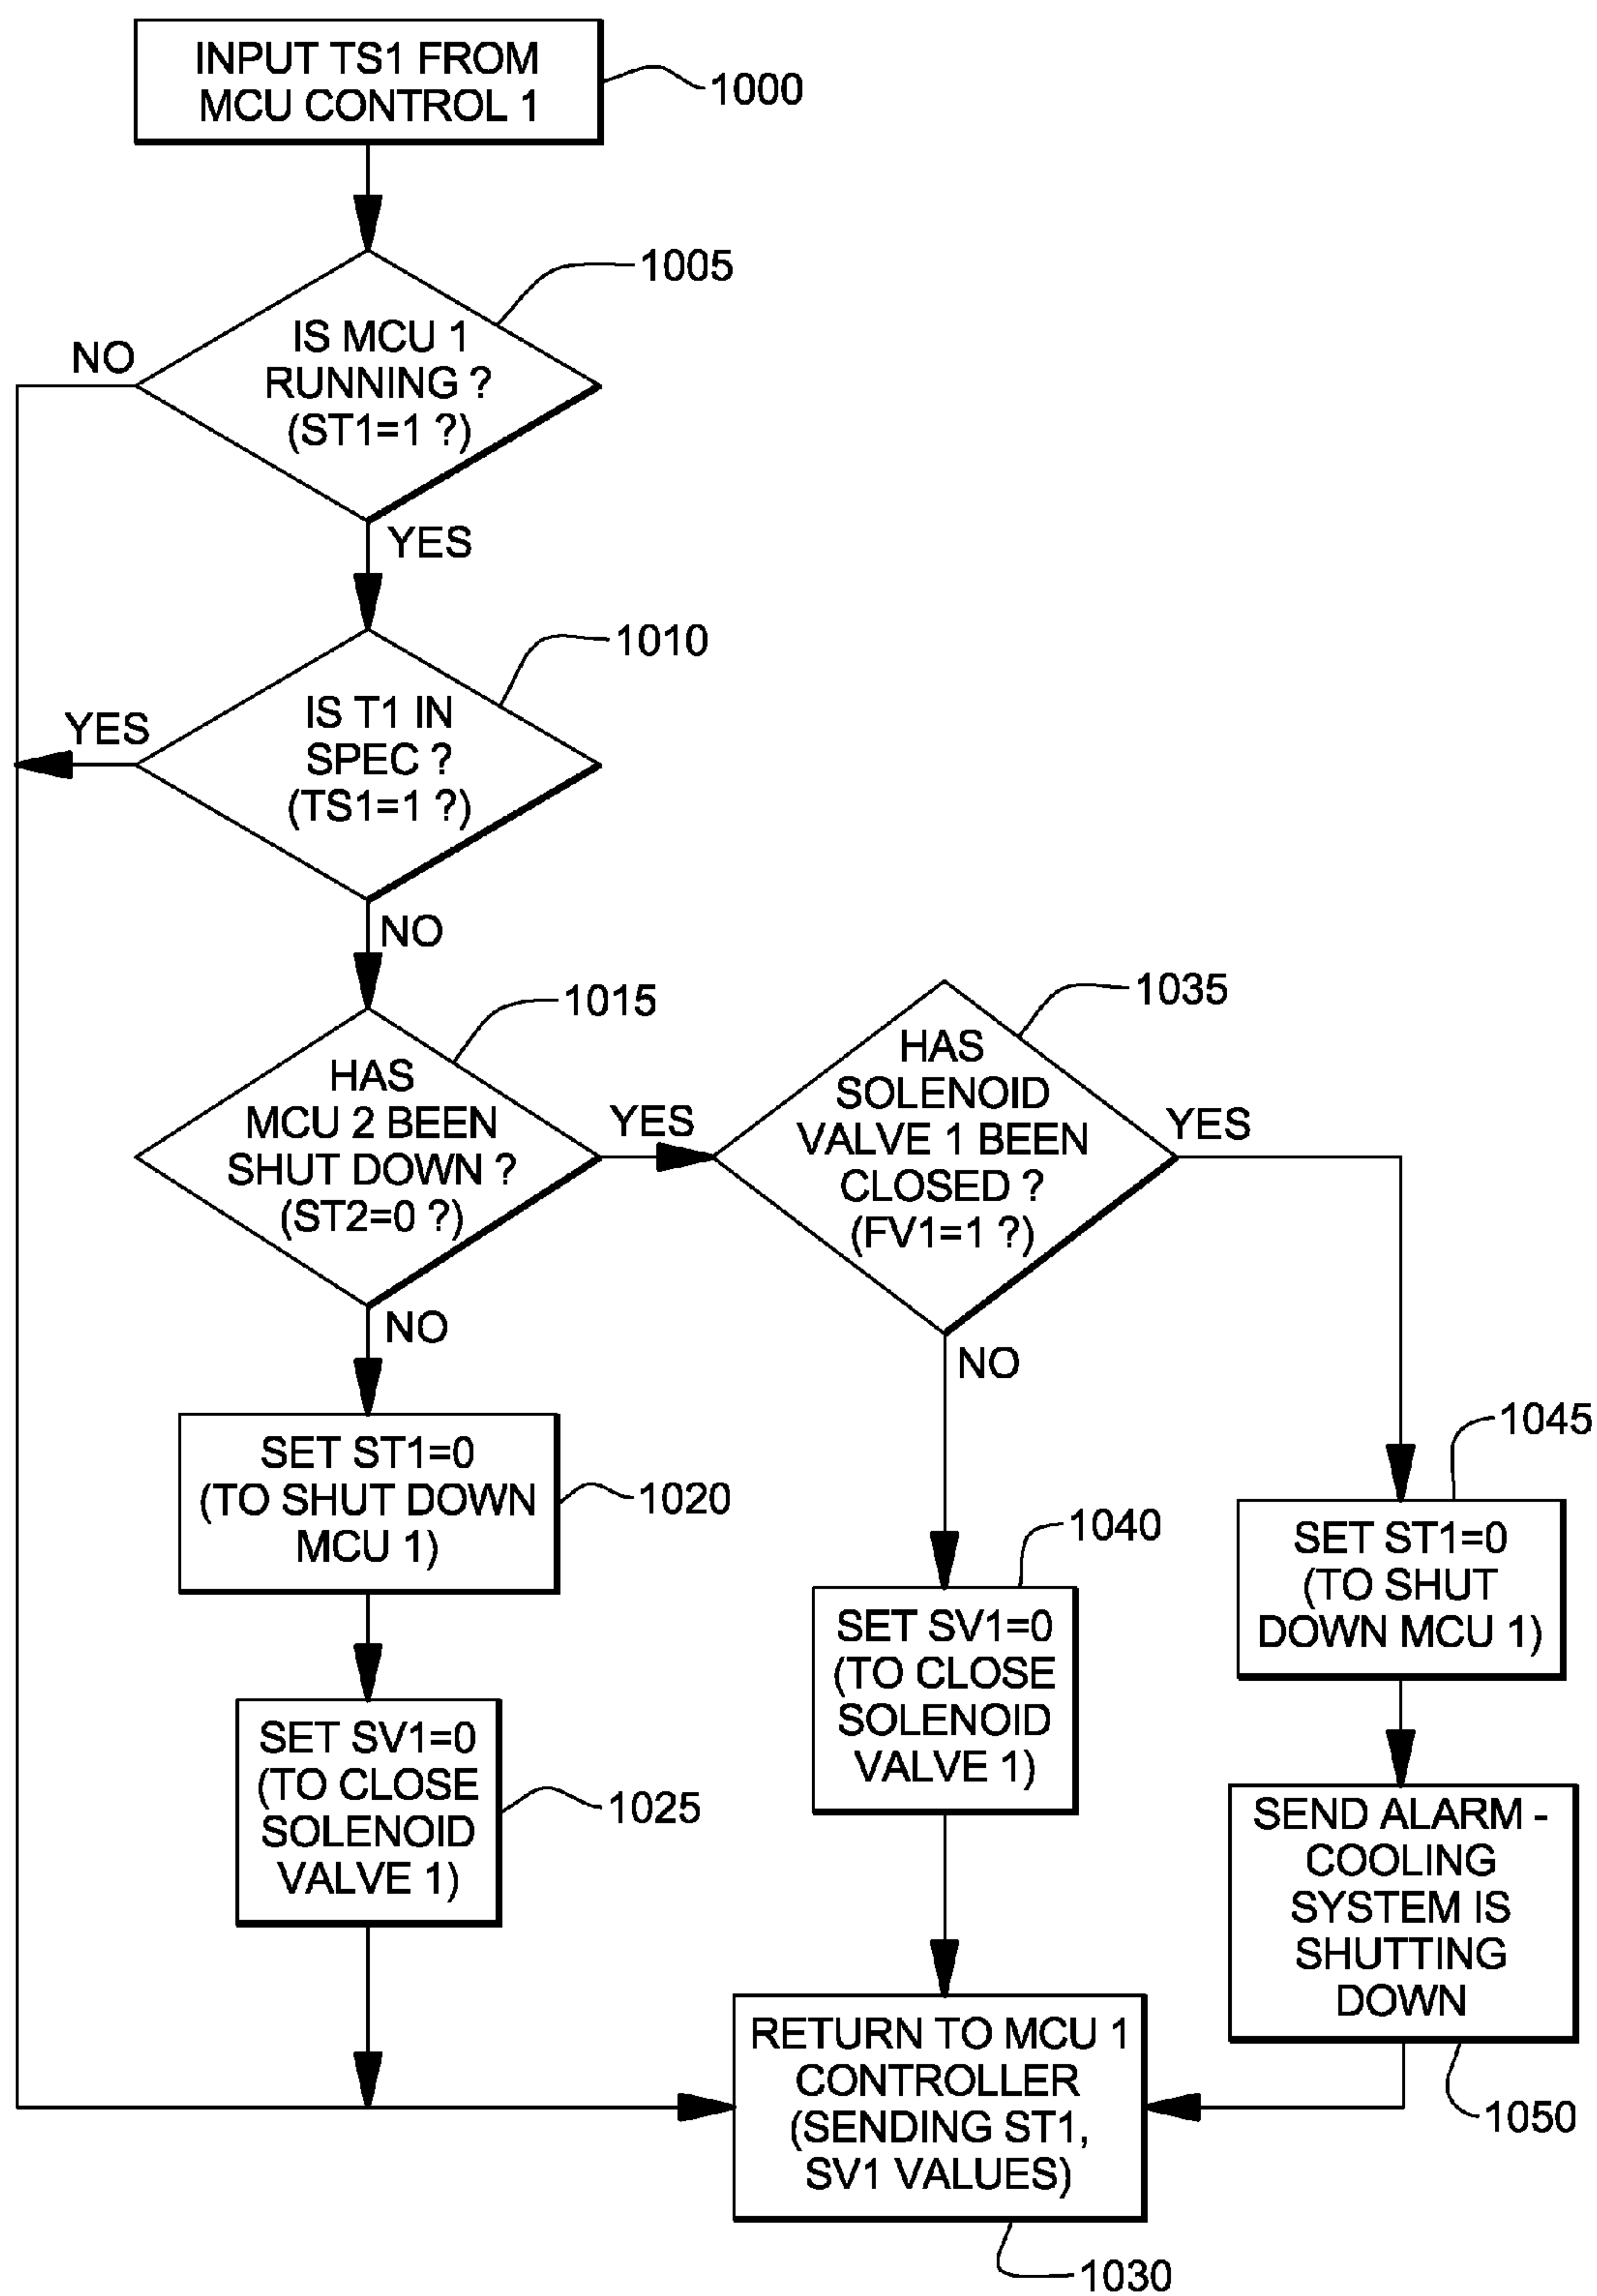 INPUT TS1 FROM
MCU CONTROL 1
1000
IS MCU 1
RUNNING ?
(ST1=1 ?)
1005
NO
YES
IS T1 IN
SPEC ?
(TS1=1 ?)
1010
YES
NO
HAS
MCU 2 BEEN
SHUT DOWN ?
(ST2=0 ?)
1015
YES
NO
HAS
SOLENOID
VALVE 1 BEEN
CLOSED ?
(FV1=1 ?)
1035
YES
NO
SET ST1=0
(TO SHUT DOWN
MCU 1)
1020
SET SV1=0
(TO CLOSE
SOLENOID
VALVE 1)
1025
SET SV1=0
(TO CLOSE
SOLENOID
VALVE 1)
1040
SET ST1=0
(TO SHUT
DOWN MCU 1)
1045
SEND ALARM -
COOLING
SYSTEM IS
SHUTTING
DOWN
1050
RETURN TO MCU 1
CONTROLLER
(SENDING ST1,
SV1 VALUES)
1030